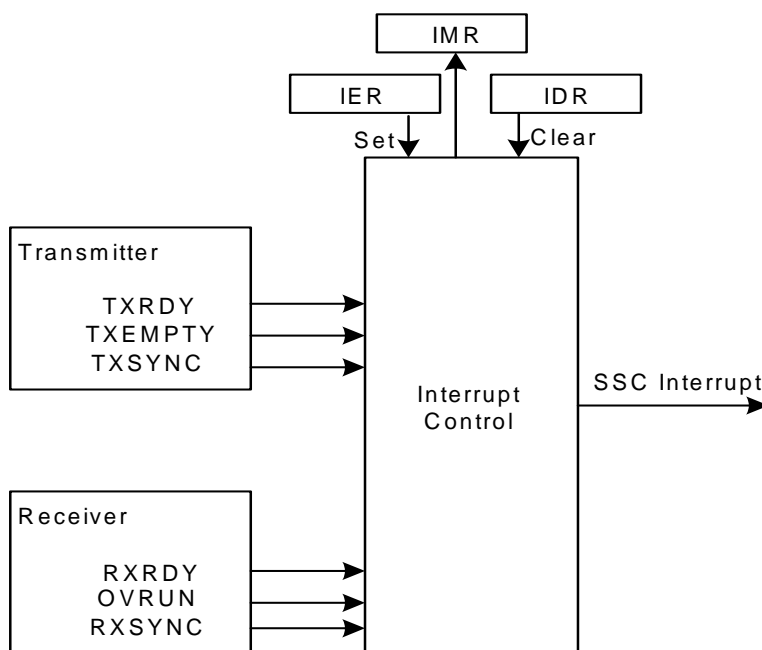 IMR
IER
IDR
Set
Clear
Transmitter
TXRDY
TXEMPTY
TXSYNC
Interrupt
Control
SSC Interrupt
Receiver
RXRDY
OVRUN
RXSYNC